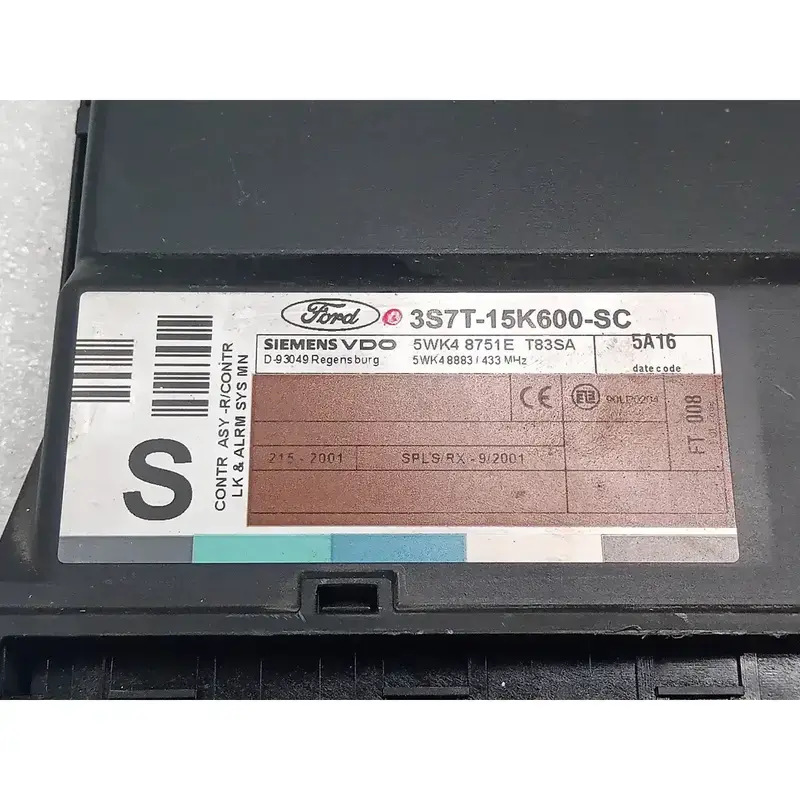 Ford 3S7T-15K600-SC
SIEMENS VDO 5WK4 8751E T83SA 5A16
D-93049 Regensburg 5WK4 8883 / 433 MHz date code
CE
FT 008
215 - 2001 SPLS/RX - 9/2001
S
CONTR ASY -R/CONTR
LK & ALRM SYS MN